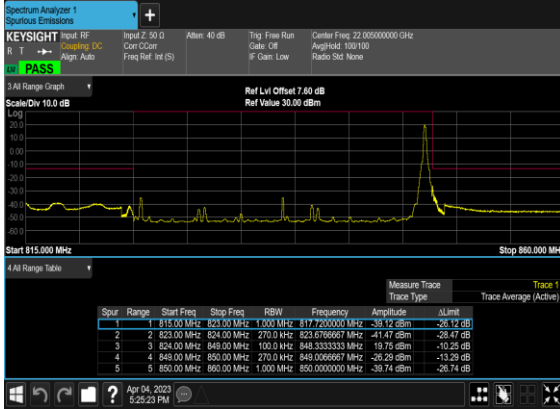 Spectrum Analyzer 1
Spurious Emissions
+
KEYSIGHT Input: RF Input Z: 50 Ω Atten: 40 dB Trig: Free Run Center Freq: 22.005000000 GHz
R T Coupling: DC Corr CCorr Gate: Off Avg|Hold: 100/100
Align: Auto Freq Ref: Int (S) IF Gain: Low Radio Std: None
PASS
3 All Range Graph
Ref Lvl Offset 7.60 dB
Scale/Div 10.0 dB Ref Value 30.00 dBm
Log
20.0
10.0
0.00
-10.0
-20.0
-30.0
-40.0
-50.0
-60.0
Start 815.000 MHz Stop 860.000 MH
4 All Range Table
Measure Trace Trace 1
Trace Type Trace Average (Active)
Spur Range Start Freq Stop Freq RBW Frequency Amplitude ΔLimit
1 1 815.00 MHz 823.00 MHz 1.000 MHz 817.7200000 MHz -39.12 dBm -26.12 dB
2 2 823.00 MHz 824.00 MHz 270.0 kHz 823.6766667 MHz -41.47 dBm -28.47 dB
3 3 824.00 MHz 849.00 MHz 100.0 kHz 848.3333333 MHz 19.75 dBm -10.25 dB
4 4 849.00 MHz 850.00 MHz 270.0 kHz 849.0066667 MHz -26.29 dBm -13.29 dB
5 5 850.00 MHz 860.00 MHz 1.000 MHz 850.0000000 MHz -39.74 dBm -26.74 dB
? Apr 04, 2023
5:25:23 PM